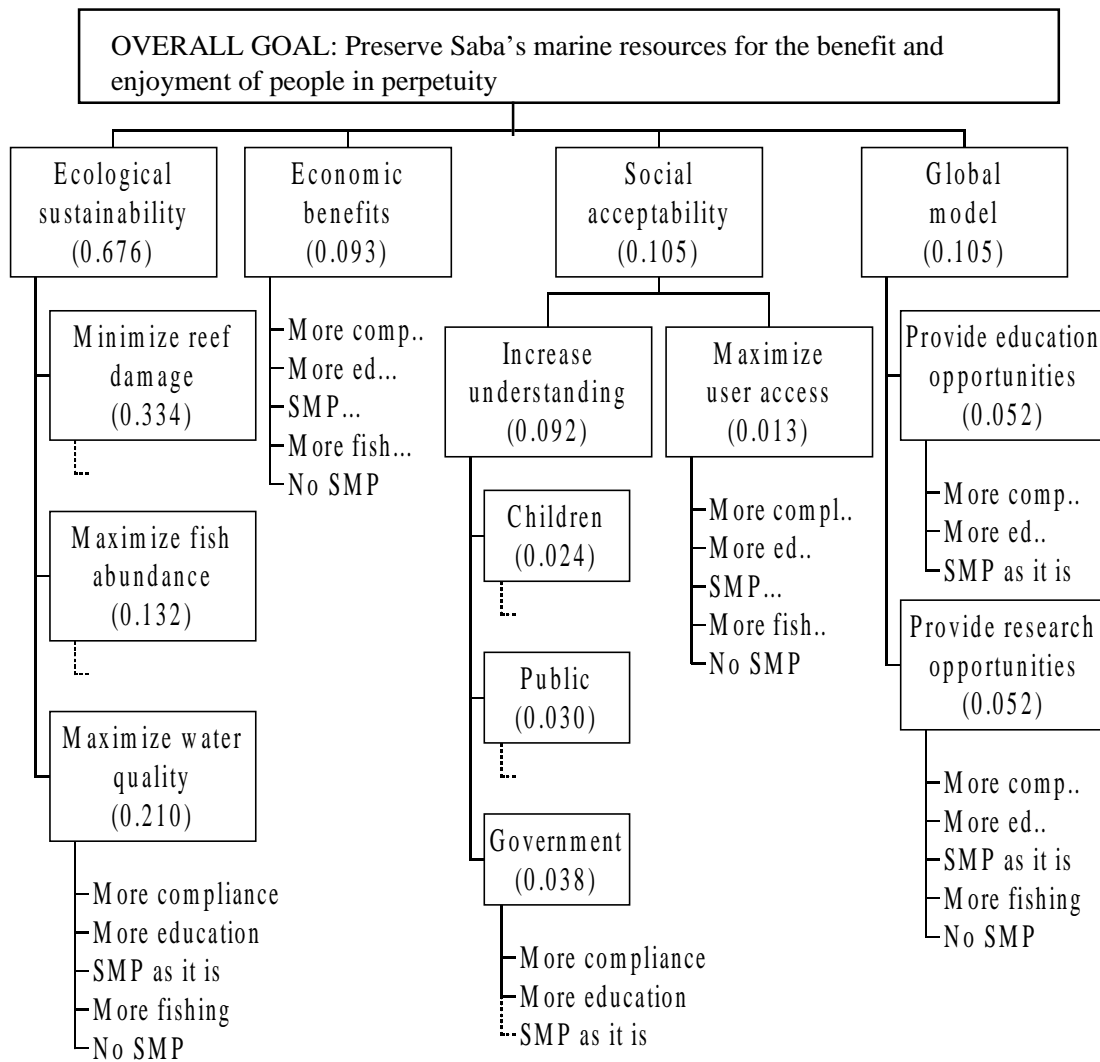 OVERALL GOAL: Preserve Saba's marine resources for the benefit and
enjoyment of people in perpetuity
Ecological
sustainability
(0.676)
Minimize reef
damage
(0.334)
Maximize fish
abundance
(0.132)
Maximize water
quality
(0.210)
More compliance
More education
SMP as it is
More fishing
No SMP
Economic
benefits
(0.093)
More comp..
More ed...
SMP...
More fish...
No SMP
Social
acceptability
(0.105)
Increase
understanding
(0.092)
Children
(0.024)
Public
(0.030)
Government
(0.038)
More compliance
More education
SMP as it is
Maximize
user access
(0.013)
More compl..
More ed..
SMP...
More fish..
No SMP
Global
model
(0.105)
Provide education
opportunities
(0.052)
More comp..
More ed..
SMP as it is
Provide research
opportunities
(0.052)
More comp..
More ed..
SMP as it is
More fishing
No SMP